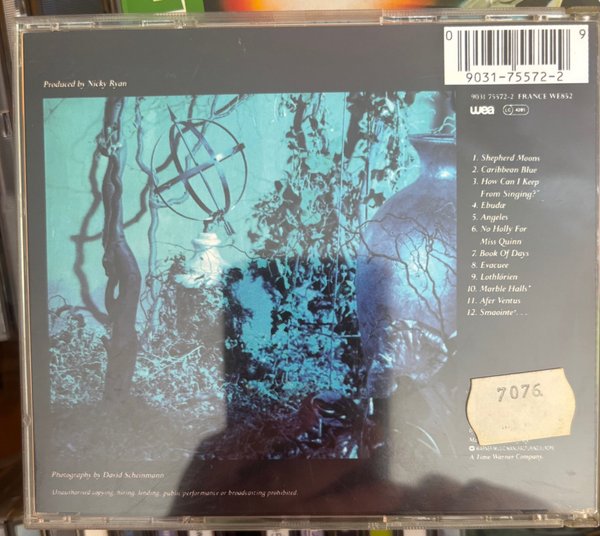 0 9
9031-75572-2
Produced by Nicky Ryan
9031 75572-2 FRANCE WE852
wea LC 4281
1. Shepherd Moons
2. Caribbean Blue
3. How Can I Keep
From Singing?*
4. Ebudæ
5. Angeles
6. No Holly For
Miss Quinn
7. Book Of Days
8. Evacuee
9. Lothlórien
10. Marble Halls*
11. Afer Ventus
12. Smaointe* . . .
7076
A Time Warner Company.
Photography by David Scheinmann
Unauthorised copying, hiring, lending, public performance or broadcasting prohibited.